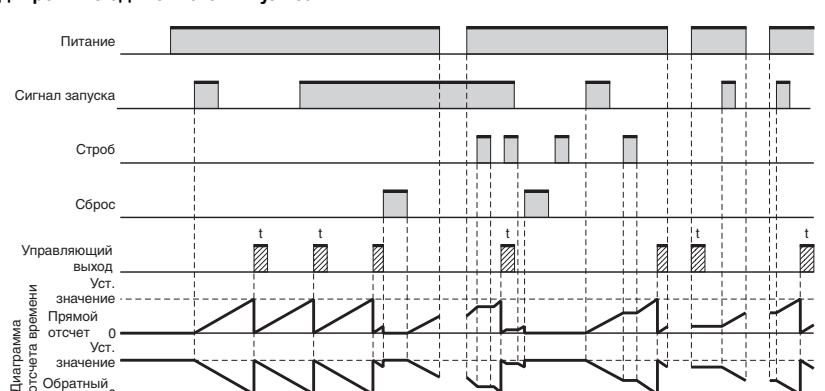 Питание
Сигнал запуска
Строб
Сброс
t t t t t
Управляющий
выход
Уст.
значение
Прямой
отсчет 0
Уст.
значение
Обратный
Диаграмма
отсчета времени